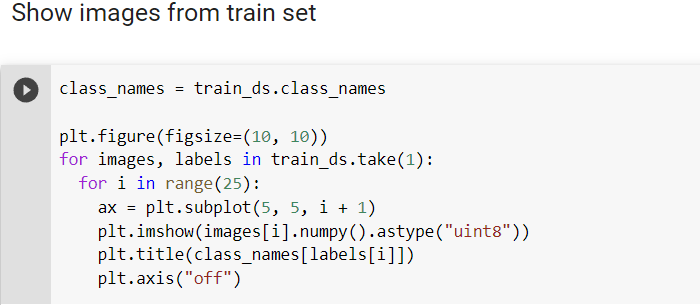 Show images from train set
class_names = train_ds.class_names
plt.figure(figsize=(10, 10))
for images, labels in train_ds.take(1):
  for i in range(25):
    ax = plt.subplot(5, 5, i + 1)
    plt.imshow(images[i].numpy().astype("uint8"))
    plt.title(class_names[labels[i]])
    plt.axis("off")